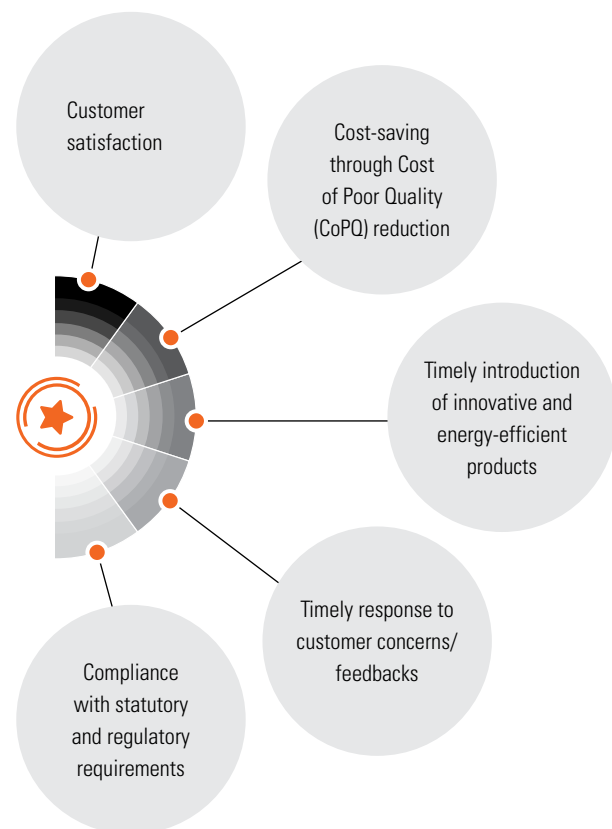 Customer
satisfaction
Cost-saving
through Cost
of Poor Quality
(CoPQ) reduction
Timely introduction
of innovative and
energy-efficient
products
Timely response to
customer concerns/
feedbacks
Compliance
with statutory
and regulatory
requirements